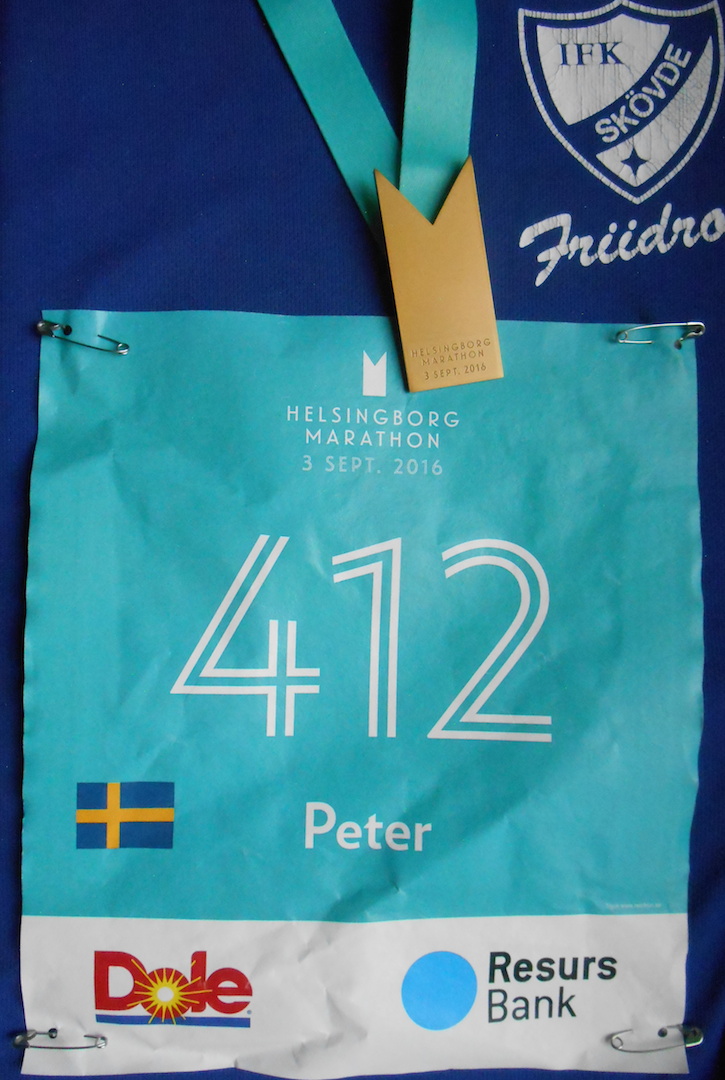 IFK
SKÖVDE
Friidro
HELSINGBORG
MARATHON
3 SEPT. 2016
HELSINGBORG
MARATHON
3 SEPT. 2016
412
Peter
Dole
Resurs
Bank